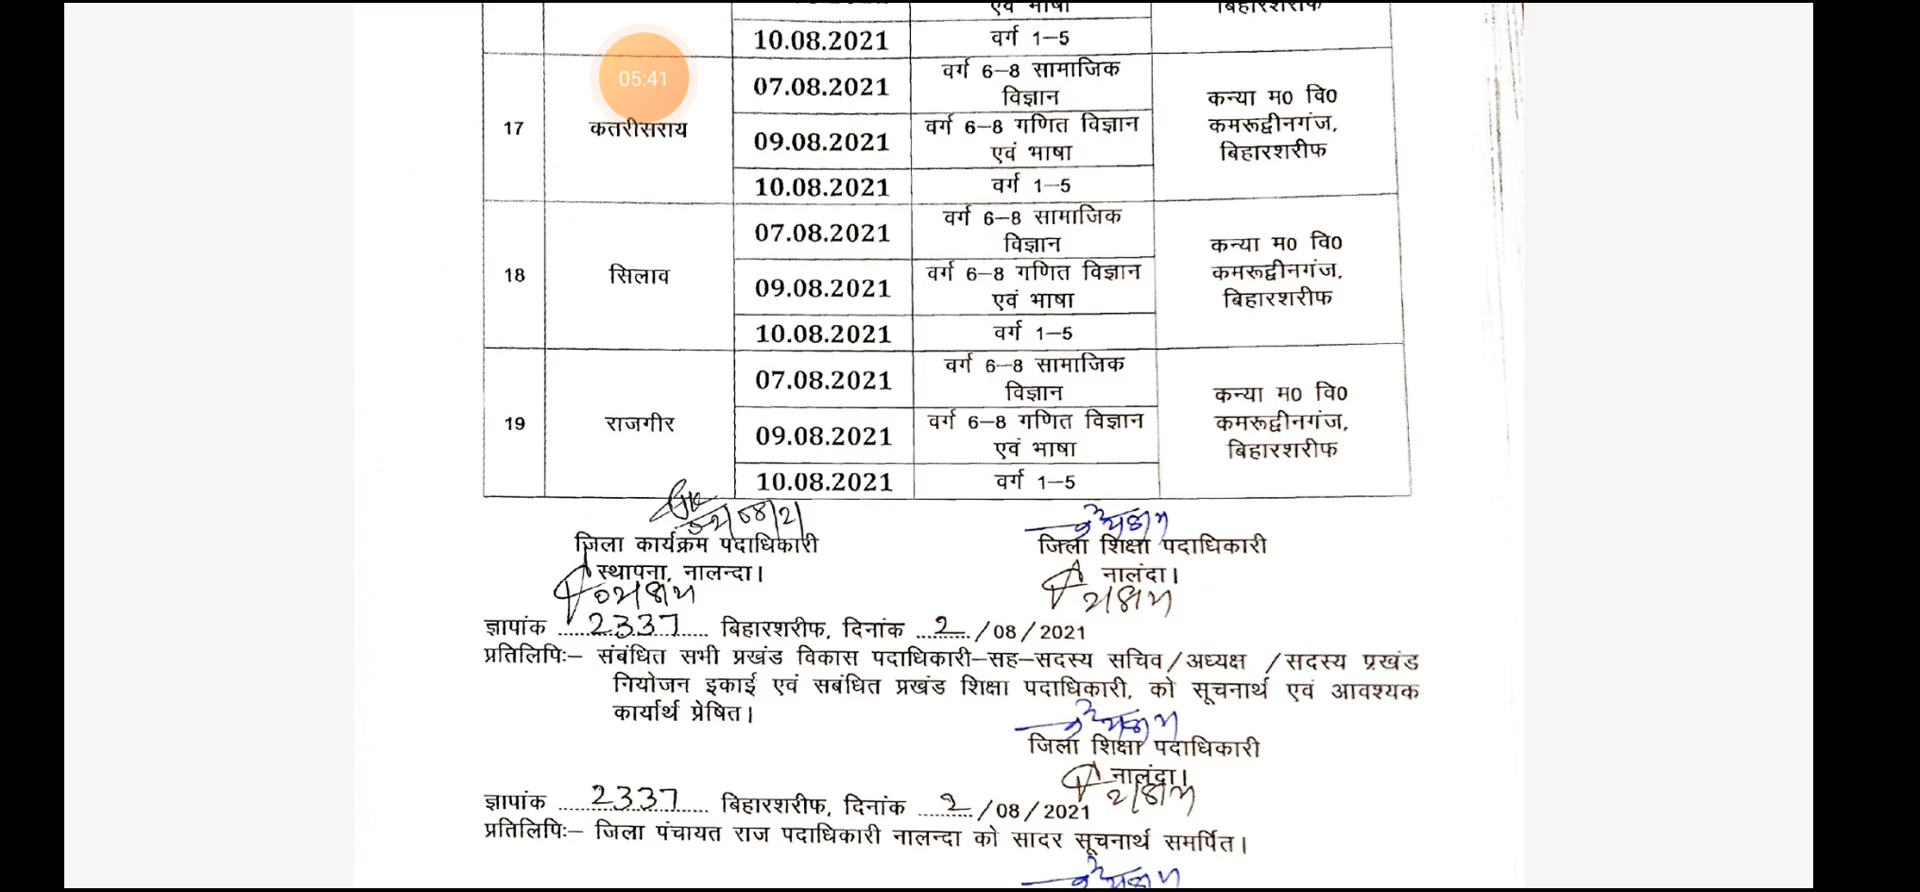 10.08.2021 वर्ग 1–5
05:41
17 कतरीसराय
07.08.2021 वर्ग 6–8 सामाजिक
विज्ञान
09.08.2021 वर्ग 6–8 गणित विज्ञान
एवं भाषा
10.08.2021 वर्ग 1–5
कन्या म0 वि0
कमरूद्वीनगंज,
बिहारशरीफ
18 सिलाव
07.08.2021 वर्ग 6–8 सामाजिक
विज्ञान
09.08.2021 वर्ग 6–8 गणित विज्ञान
एवं भाषा
10.08.2021 वर्ग 1–5
कन्या म0 वि0
कमरूद्वीनगंज,
बिहारशरीफ
19 राजगीर
07.08.2021 वर्ग 6–8 सामाजिक
विज्ञान
09.08.2021 वर्ग 6–8 गणित विज्ञान
एवं भाषा
10.08.2021 वर्ग 1–5
कन्या म0 वि0
कमरूद्वीनगंज,
बिहारशरीफ
जिला कार्यक्रम पदाधिकारी
स्थापना, नालन्दा।
जिला शिक्षा पदाधिकारी
नालंदा।
ज्ञापांक 2337 बिहारशरीफ, दिनांक 2/08/2021
प्रतिलिपिः– संबंधित सभी प्रखंड विकास पदाधिकारी–सह–सदस्य सचिव/अध्यक्ष /सदस्य प्रखंड
नियोजन इकाई एवं सबंधित प्रखंड शिक्षा पदाधिकारी, को सूचनार्थ एवं आवश्यक
कार्यार्थ प्रेषित।
जिला शिक्षा पदाधिकारी
नालंदा।
ज्ञापांक 2337 बिहारशरीफ, दिनांक 2/08/2021
प्रतिलिपिः– जिला पंचायत राज पदाधिकारी नालन्दा को सादर सूचनार्थ समर्पित।